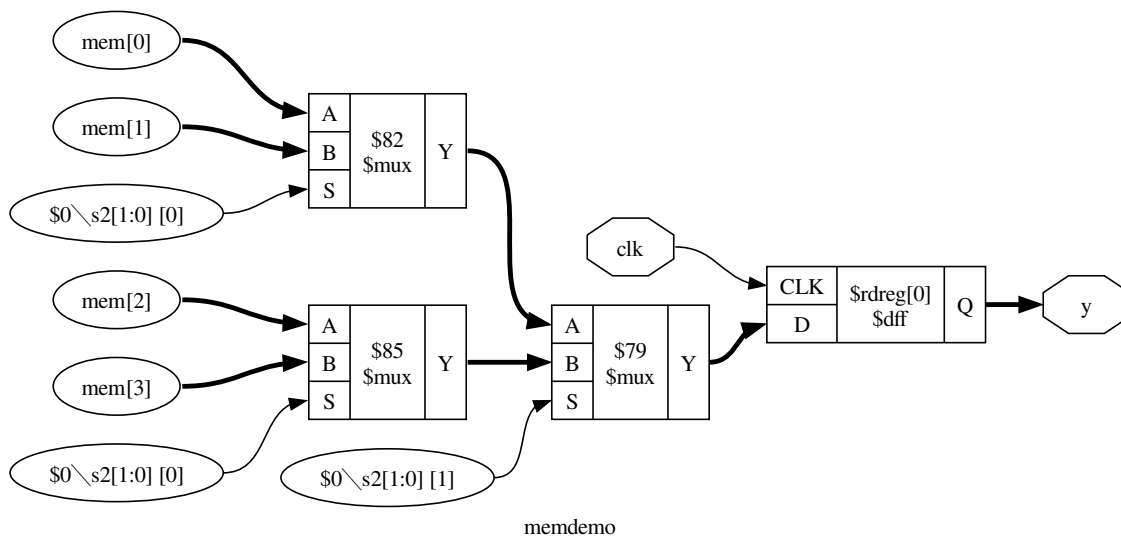 mem[0]
mem[1]
$0\s2[1:0] [0]
A
B
S
$82
$mux
Y
mem[2]
mem[3]
$0\s2[1:0] [0]
A
B
S
$85
$mux
Y
$0\s2[1:0] [1]
A
B
S
$79
$mux
Y
clk
CLK
D
$rdreg[0]
$dff
Q
y
memdemo